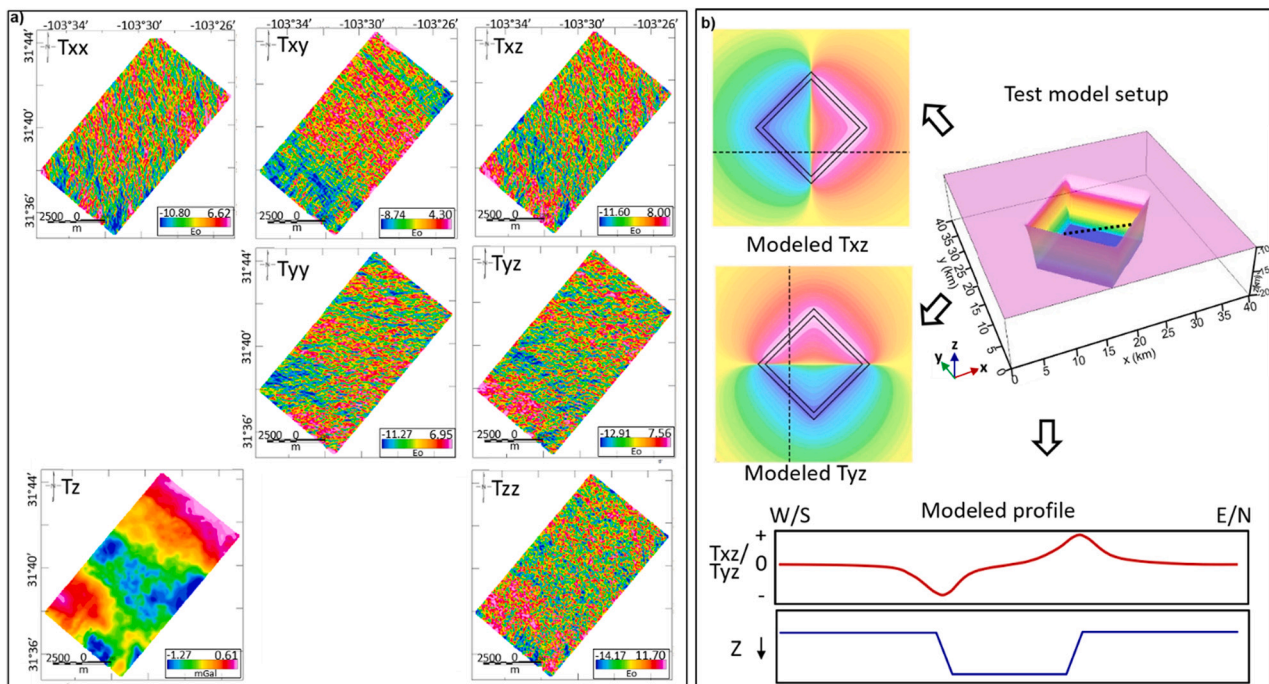 a)
-103°34′ -103°30′ -103°26′
-103°34′ -103°30′ -103°26′
-103°34′ -103°30′ -103°26′
Txx
Txy
Txz
31°44′
31°40′
31°36′
2500 0
m
-10.80 6.62
Eo
2500 0
m
-8.74 4.30
Eo
2500 0
m
-11.60 8.00
Eo
Tyy
Tyz
31°44′
31°40′
31°36′
2500 0
m
-11.27 6.95
Eo
2500 0
m
-12.91 7.56
Eo
Tz
Tzz
31°44′
31°40′
31°36′
2500 0
m
-1.27 0.61
mGal
2500 0
m
-14.17 11.70
Eo
b)
Modeled Txz
Test model setup
Modeled Tyz
40
35
30
25
20
15
10
5
0
y (km)
0 5 10 15 20 25 30 35 40
x (km)
z
y
x
W/S Modeled profile E/N
Txz/
Tyz
+
0
-
Z